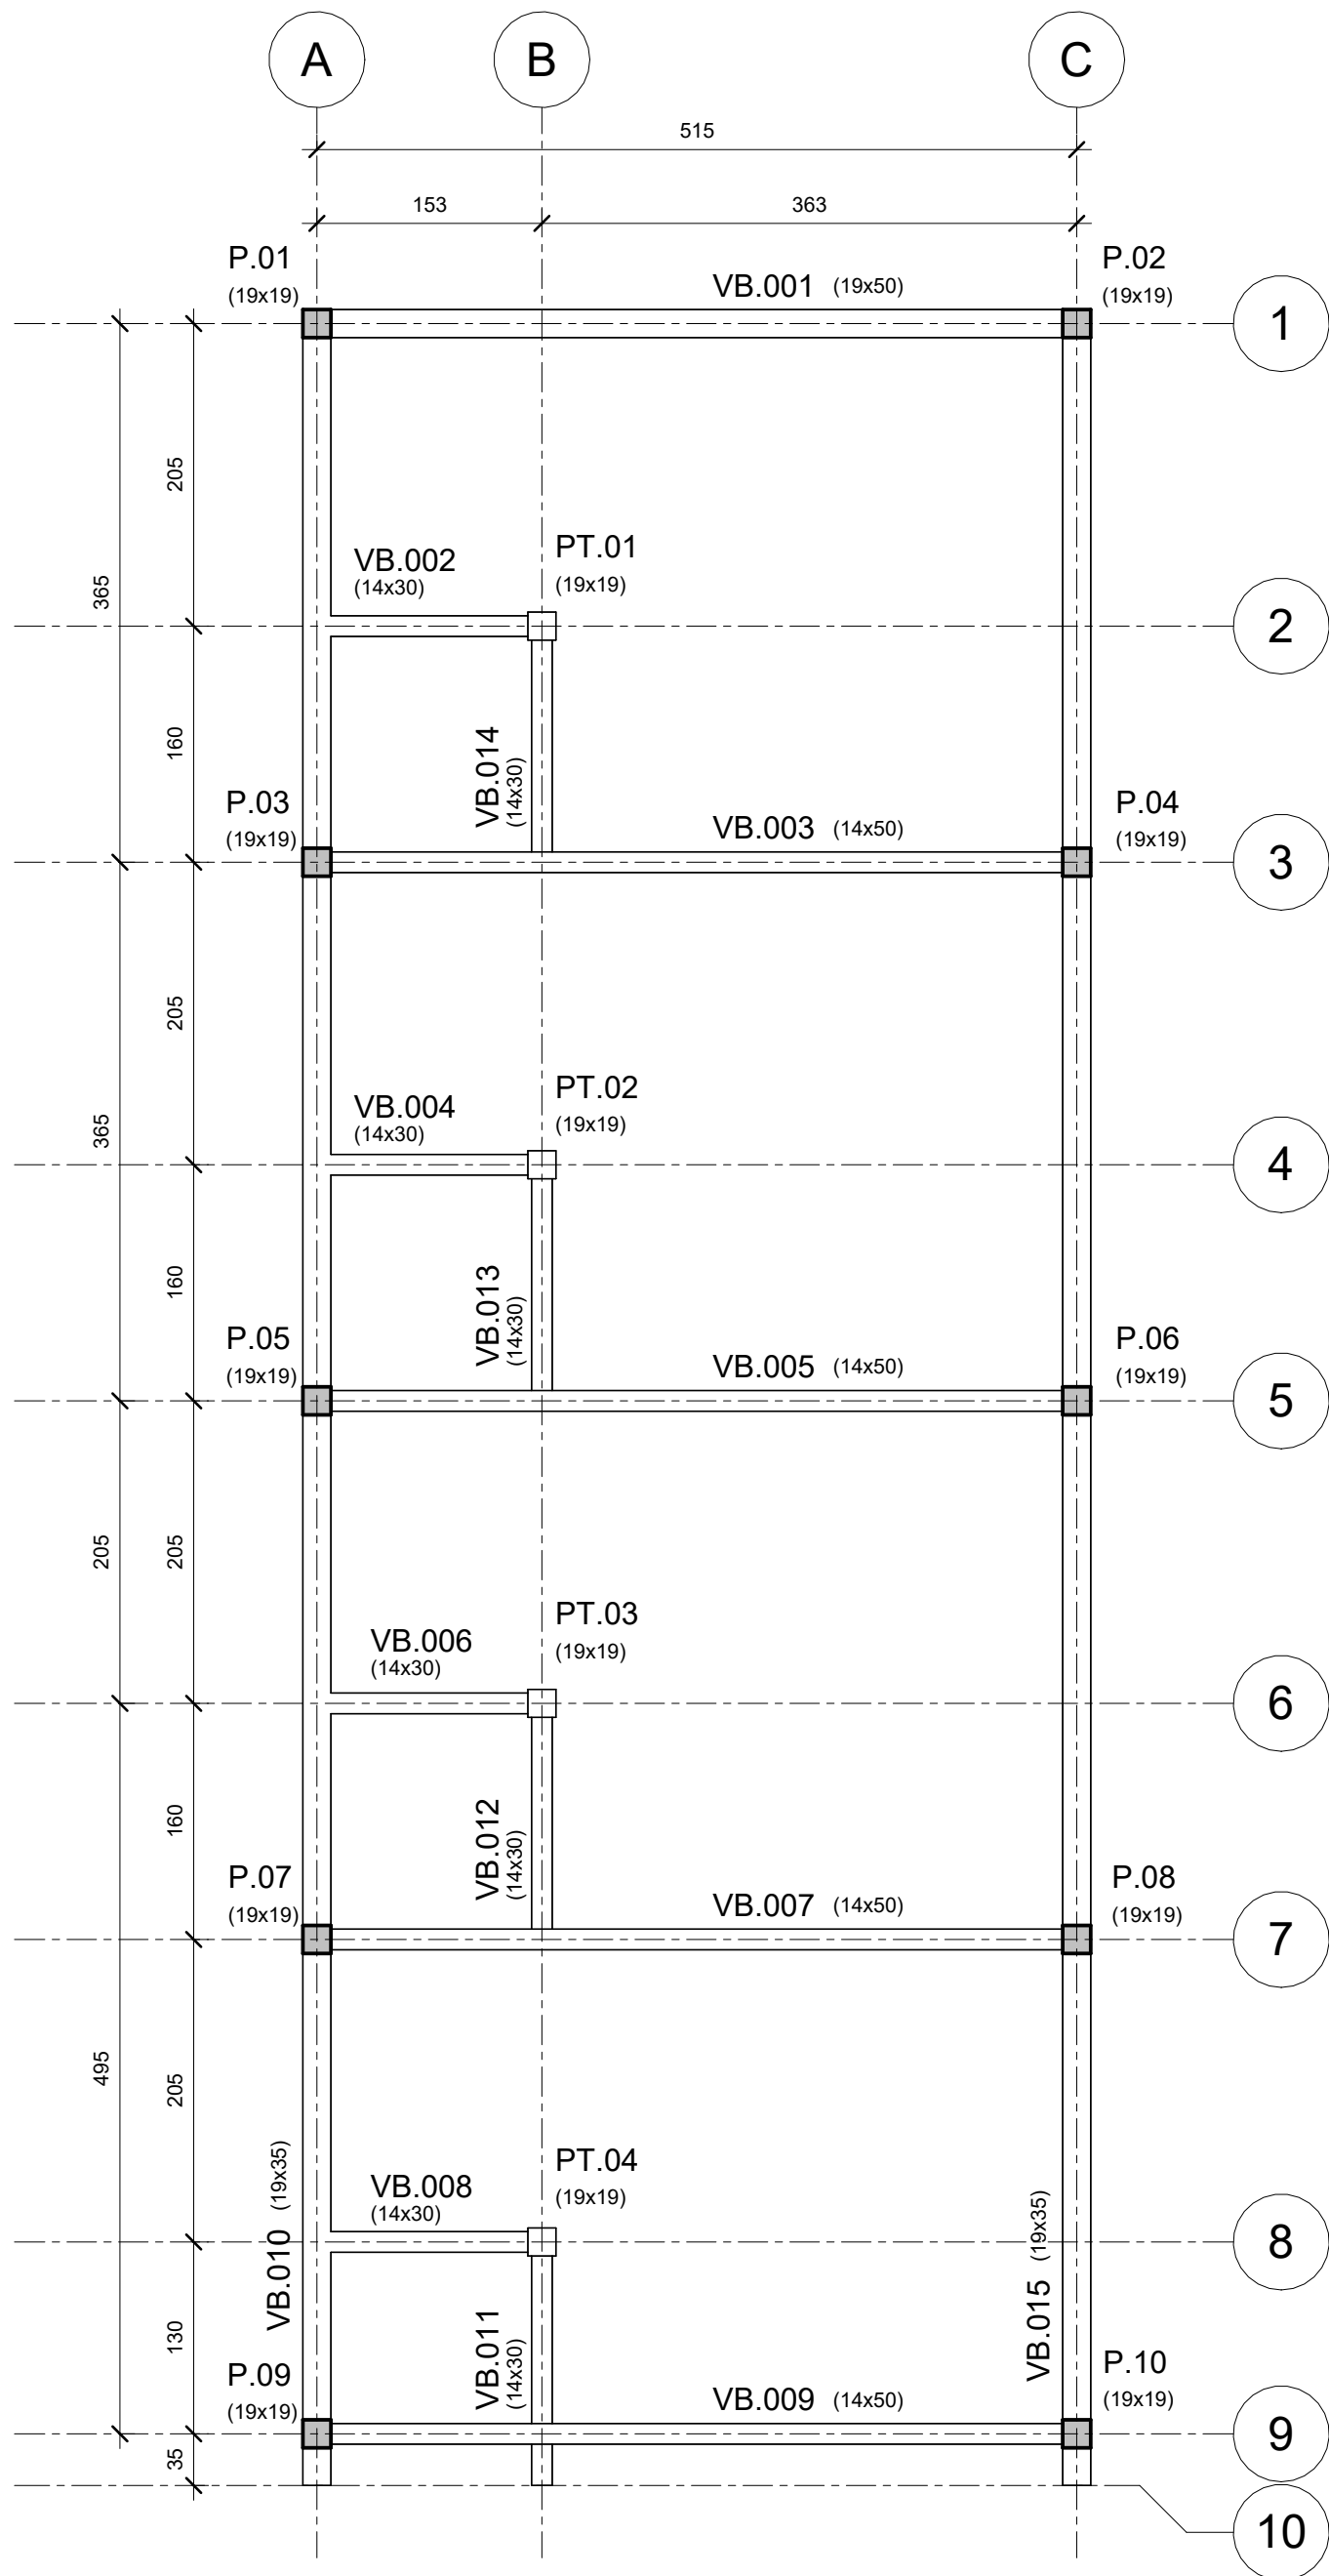 A
B
C
515
153
363
P.01
(19x19)
VB.001 (19x50)
P.02
(19x19)
1
205
365
VB.002
(14x30)
PT.01
(19x19)
2
160
VB.014
(14x30)
P.03
(19x19)
VB.003 (14x50)
P.04
(19x19)
3
205
365
VB.004
(14x30)
PT.02
(19x19)
4
160
VB.013
(14x30)
P.05
(19x19)
VB.005 (14x50)
P.06
(19x19)
5
205
205
VB.006
(14x30)
PT.03
(19x19)
6
160
VB.012
(14x30)
P.07
(19x19)
VB.007 (14x50)
P.08
(19x19)
7
495
205
VB.010 (19x35)
VB.008
(14x30)
PT.04
(19x19)
8
VB.015 (19x35)
130
VB.011
(14x30)
P.09
(19x19)
VB.009 (14x50)
P.10
(19x19)
9
35
10